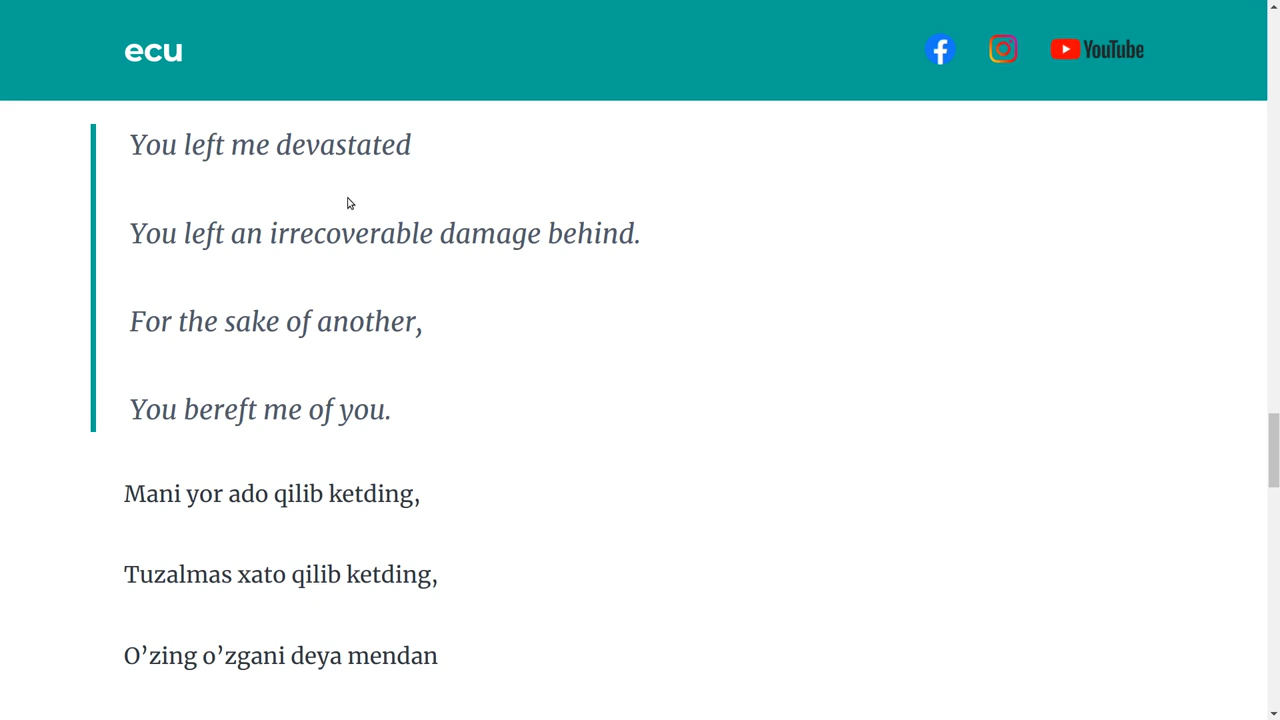 ecu
YouTube
You left me devastated
You left an irrecoverable damage behind.
For the sake of another,
You bereft me of you.
Mani yor ado qilib ketding,
Tuzalmas xato qilib ketding,
O’zing o’zgani deya mendan